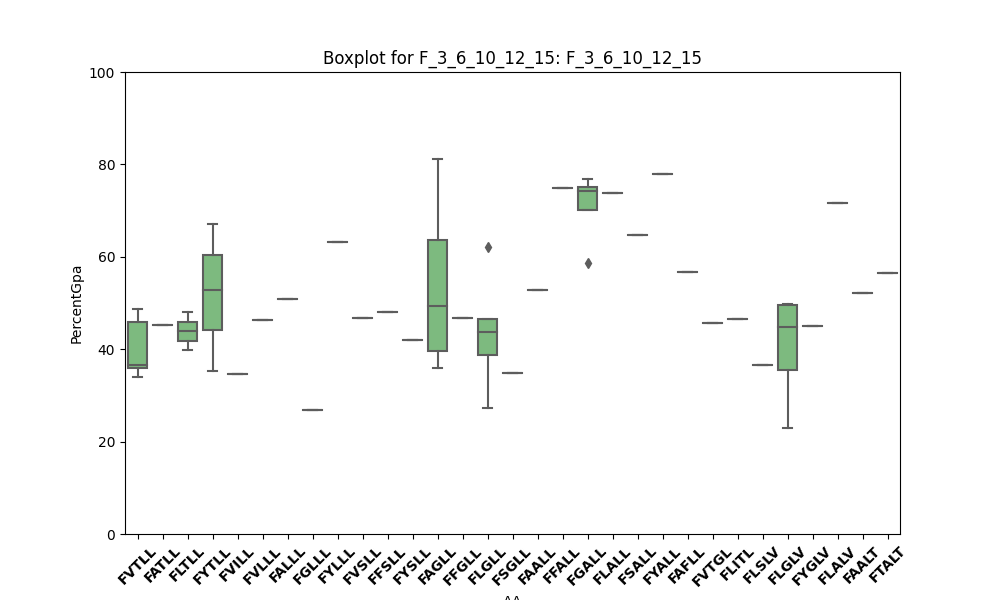 Boxplot for F_3_6_10_12_15: F_3_6_10_12_15
100
80
60
40
20
0
PercentGpa
FVTLL
FATLL
FLTLL
FYTLL
FVILL
FVLLL
FALLL
FGLLL
FYLLL
FVSLL
FFSLL
FYSLL
FAGLL
FFGLL
FLGLL
FSGLL
FAALL
FFALL
FGALL
FLALL
FSALL
FYALL
FAFLL
FVTGL
FLITL
FLSLV
FLGLV
FYGLV
FLALV
FAALT
FTALT